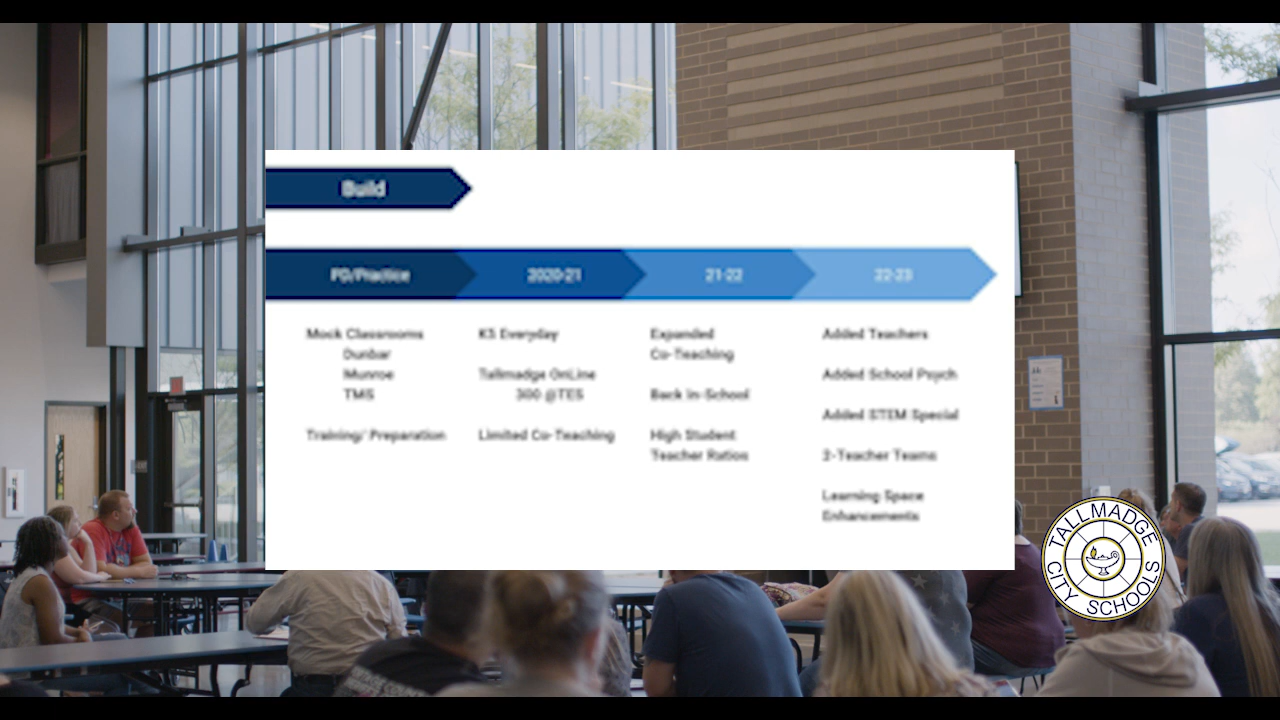 Build
PD/Practice
2020-21
21-22
22-23
Mock Classrooms
Dunbar
Munroe
TMS
Training/ Preparation
K5 Everyday
Tallmadge OnLine
300 @TES
Limited Co-Teaching
Expanded
Co-Teaching
Back In-School
High Student
Teacher Ratios
Added Teachers
Added School Psych
Added STEM Special
2-Teacher Teams
Learning Space
Enhancements
TALLMADGE
CITY SCHOOLS